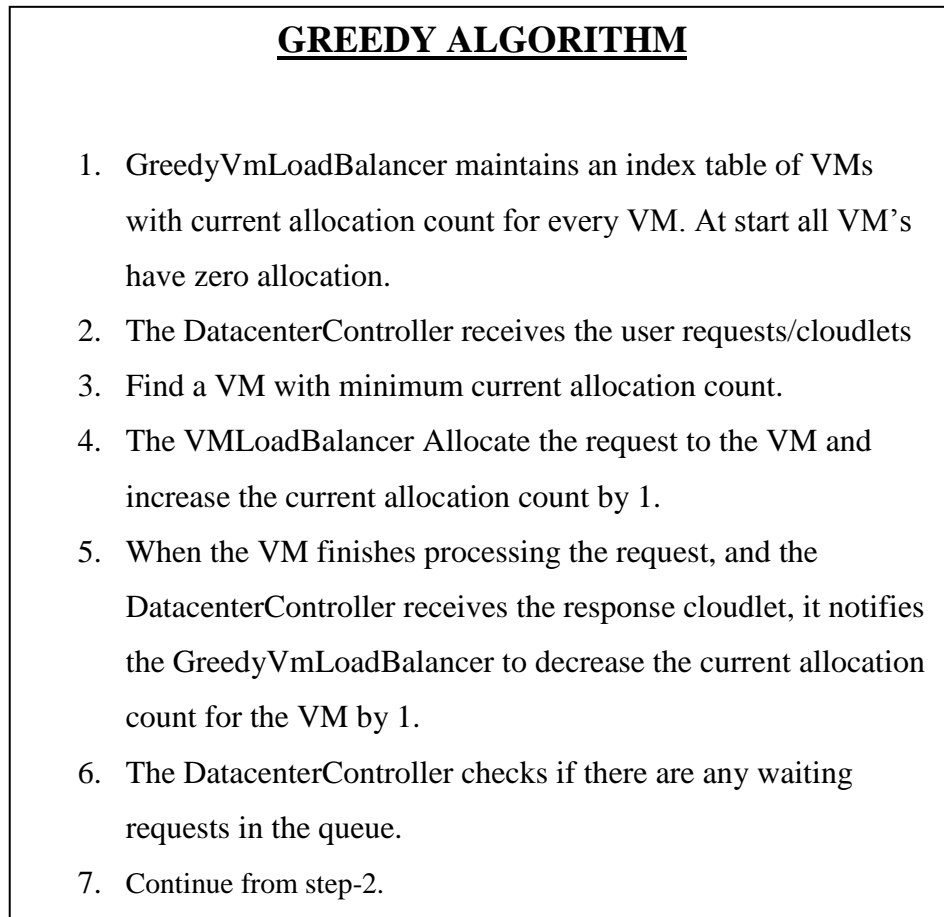 GREEDY ALGORITHM
1. GreedyVmLoadBalancer maintains an index table of VMs
with current allocation count for every VM. At start all VM’s
have zero allocation.
2. The DatacenterController receives the user requests/cloudlets
3. Find a VM with minimum current allocation count.
4. The VMLoadBalancer Allocate the request to the VM and
increase the current allocation count by 1.
5. When the VM finishes processing the request, and the
DatacenterController receives the response cloudlet, it notifies
the GreedyVmLoadBalancer to decrease the current allocation
count for the VM by 1.
6. The DatacenterController checks if there are any waiting
requests in the queue.
7. Continue from step-2.